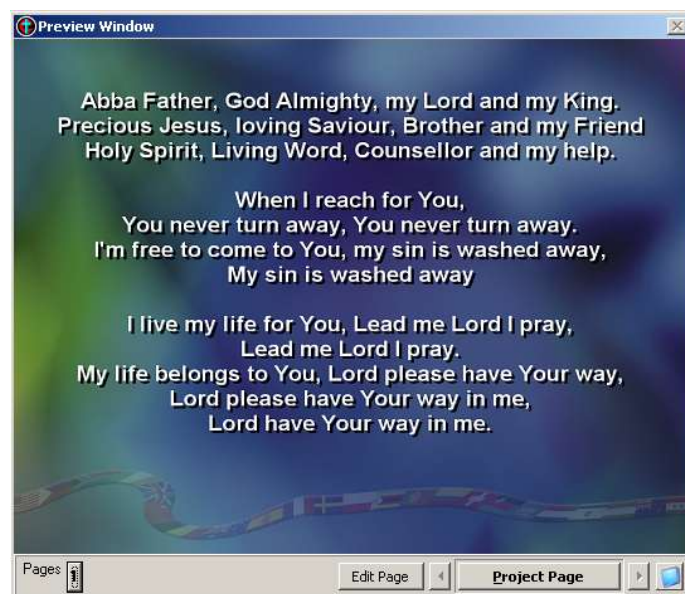 Preview Window
Abba Father, God Almighty, my Lord and my King.
Precious Jesus, loving Saviour, Brother and my Friend
Holy Spirit, Living Word, Counsellor and my help.
When I reach for You,
You never turn away, You never turn away.
I'm free to come to You, my sin is washed away,
My sin is washed away
I live my life for You, Lead me Lord I pray,
Lead me Lord I pray.
My life belongs to You, Lord please have Your way,
Lord please have Your way in me,
Lord have Your way in me.
Pages 1 Edit Page Project Page